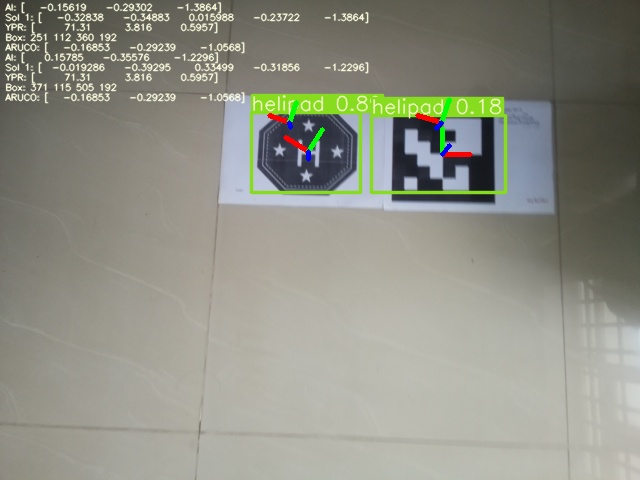 AI: [ -0.15619 -0.29302 -1.3864]
Sol 1: [ -0.32838 -0.34883 0.015988 -0.23722 -1.3864]
YPR: [ 71.31 3.816 0.5957]
Box: 251 112 360 192
ARUCO: [ -0.16853 -0.29239 -1.0568]
AI: [ 0.15785 -0.35576 -1.2296]
Sol 1: [ -0.019286 -0.39295 0.33499 -0.31856 -1.2296]
YPR: [ 71.31 3.816 0.5957]
Box: 371 115 505 192
ARUCO: [ -0.16853 -0.29239 -1.0568]
helipad 0.8
helipad 0.18
H